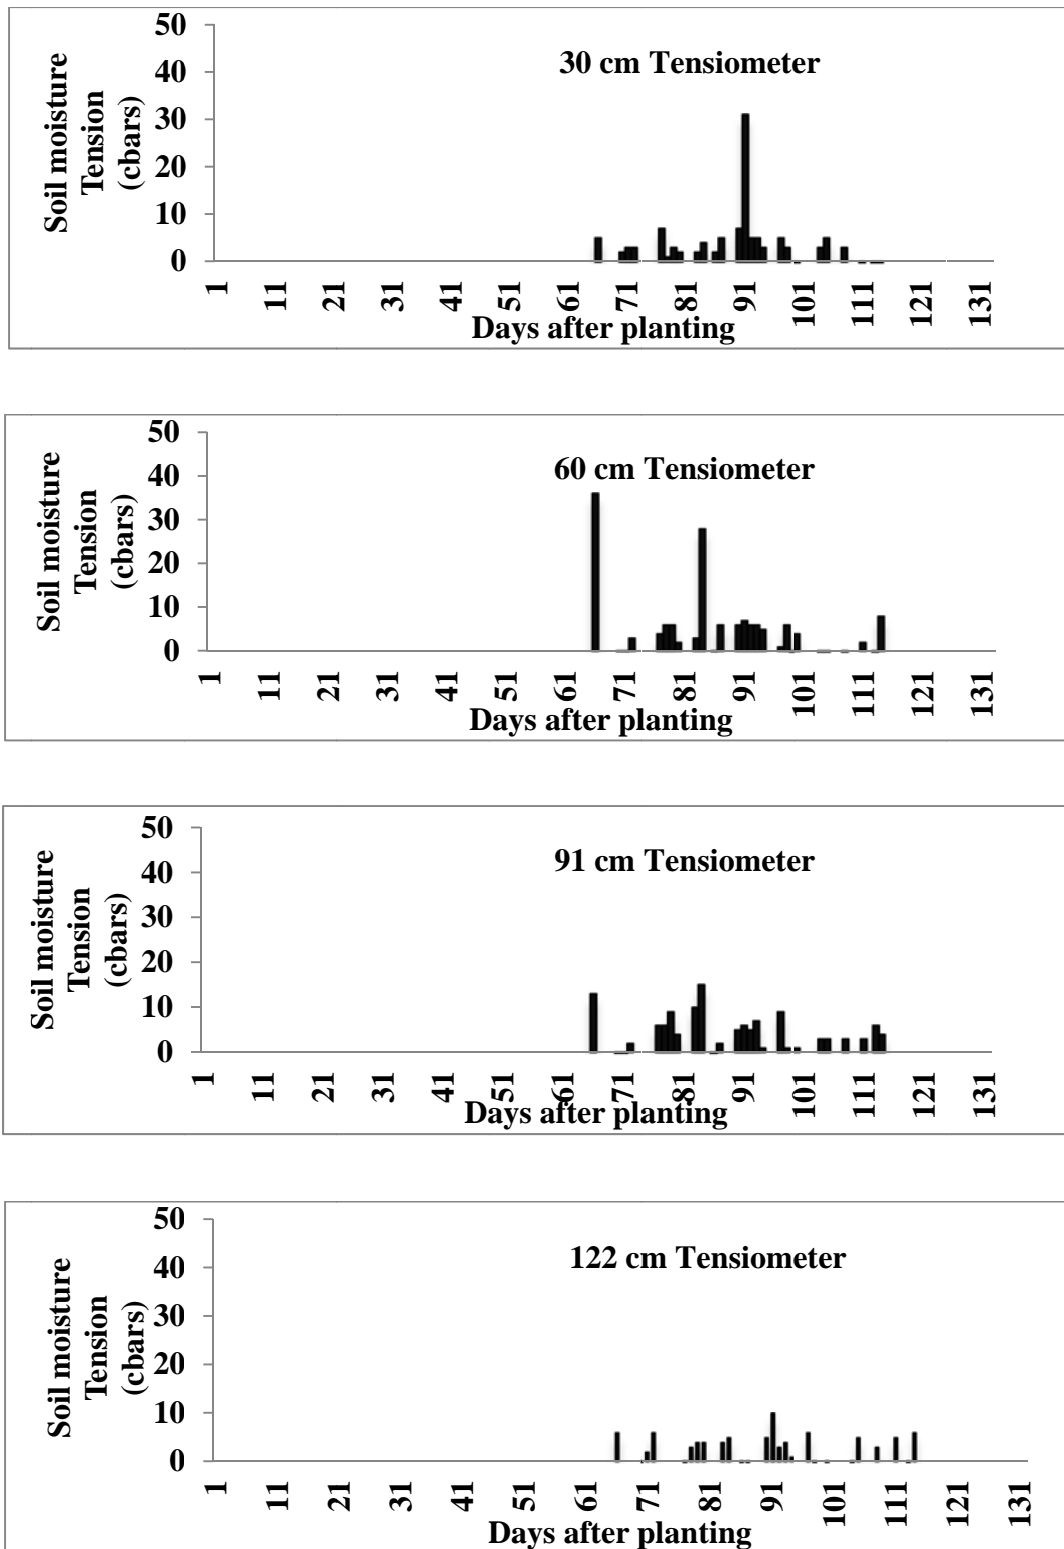 50
40
30
20
10
0
Soil moisture
Tension
(cbars)
30 cm Tensiometer
1 11 21 31 41 51 61 71 81 91 101 111 121 131
Days after planting
50
40
30
20
10
0
Soil moisture
Tension
(cbars)
60 cm Tensiometer
1 11 21 31 41 51 61 71 81 91 101 111 121 131
Days after planting
50
40
30
20
10
0
Soil moisture
Tension
(cbars)
91 cm Tensiometer
1 11 21 31 41 51 61 71 81 91 101 111 121 131
Days after planting
50
40
30
20
10
0
Soil moisture
Tension
(cbars)
122 cm Tensiometer
1 11 21 31 41 51 61 71 81 91 101 111 121 131
Days after planting